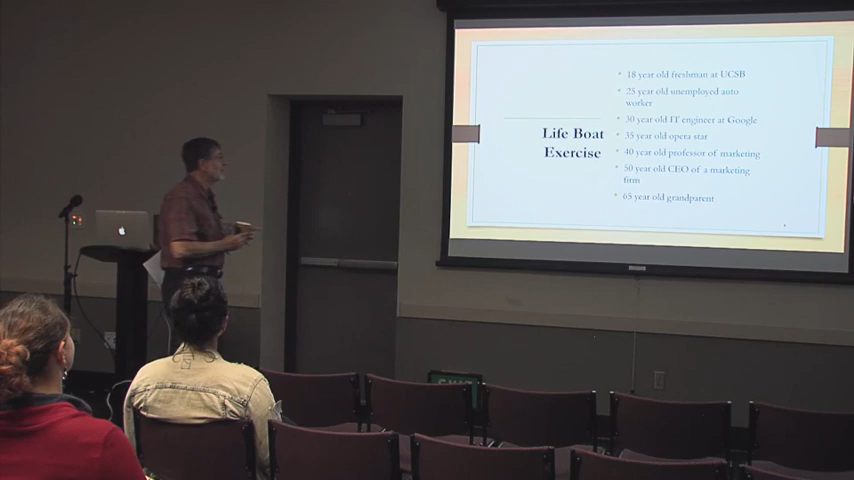 Life Boat
Exercise
• 18 year old freshman at UCSB
• 25 year old unemployed auto
worker
• 30 year old IT engineer at Google
• 35 year old opera star
• 40 year old professor of marketing
• 50 year old CEO of a marketing
firm
• 65 year old grandparent